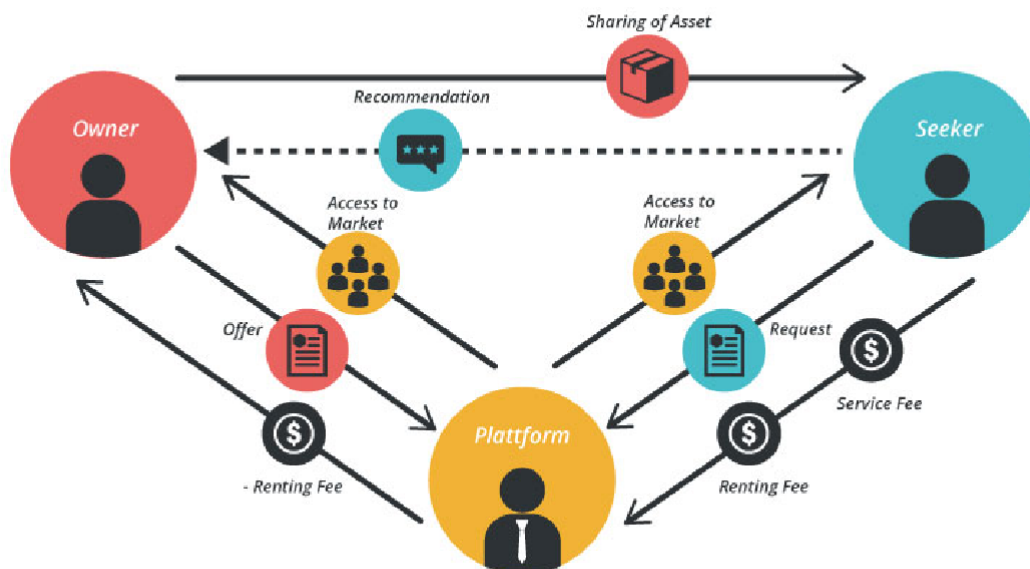 Sharing of Asset
Recommendation
Owner
Seeker
Access to
Market
Access to
Market
Offer
Request
$
Service Fee
Plattform
$
$
- Renting Fee
Renting Fee